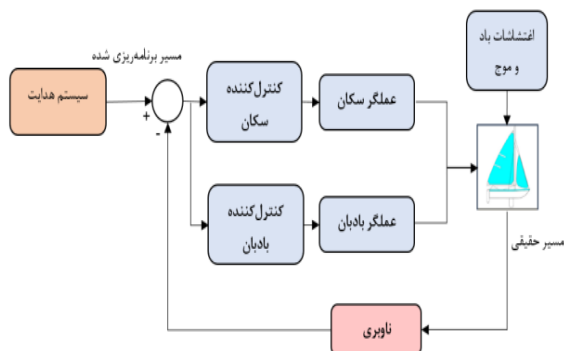 اغتشاشات باد
و موج
مسیر برنامه‌ریزی شده
سیستم هدایت
+
-
کنترل‌کننده
سکان
عملگر سکان
کنترل‌کننده
بادبان
عملگر بادبان
مسیر حقیقی
ناوبری